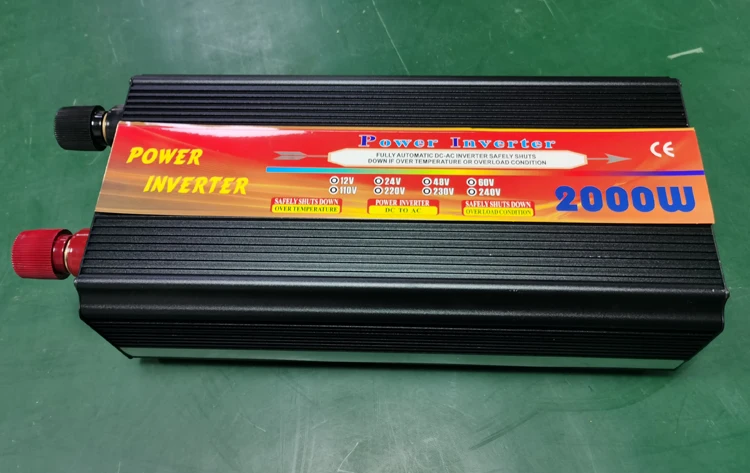 POWER
INVERTER
Power Inverter
FULLY AUTOMATIC DC-AC INVERTER SAFELY SHUTS
DOWN IF OVER TEMPERATURE OR OVERLOAD CONDITION
12V 24V 48V 60V
110V 220V 230V 240V
SAFELY SHUTS DOWN
OVER TEMPERATURE
POWER INVERTER
DC TO AC
SAFELY SHUTS DOWN
OVERLOAD CONDITION
CE
2000W